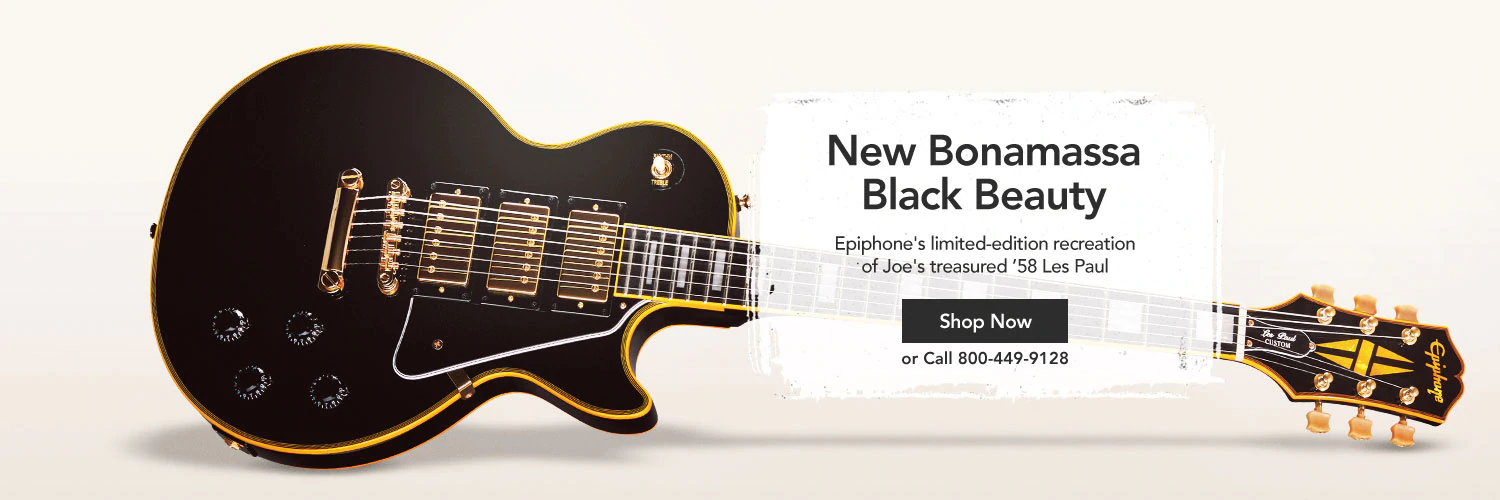 New Bonamassa
Black Beauty
Epiphone's limited-edition recreation
of Joe's treasured ’58 Les Paul
Shop Now
or Call 800-449-9128
TREBLE
Les Paul
CUSTOM
Epiphone